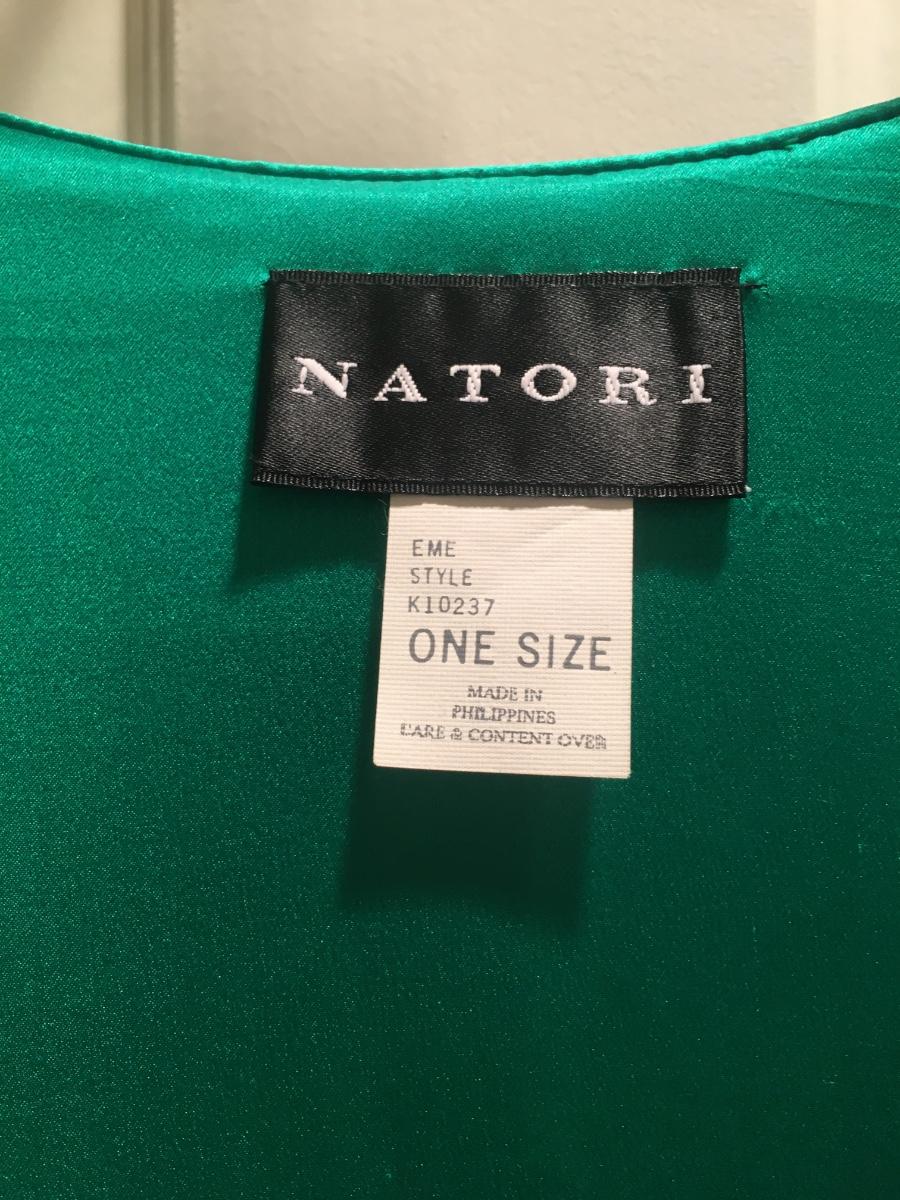 NATORI
EME
STYLE
K10237
ONE SIZE
MADE IN
PHILIPPINES
CARE & CONTENT OVER